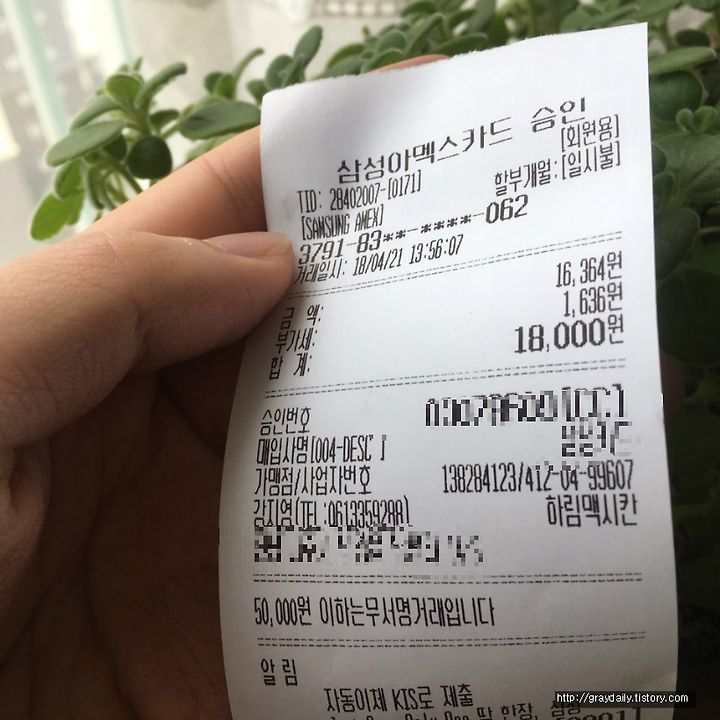 삼성아멕스카드 승인
[회원용]
TID: 2B402007-[0171] 할부개월:[일시불]
[SAMSUNG AMEX]
3791-83**-****-062
거래일시: 18/04/21 13:56:07
금 액: 16,364원
부가세: 1,636원
합 계: 18,000원
승인번호
매입사명[004-DESC" ]
가맹점/사업자번호 138284123/412-04-99607
강지영(TEL:0613359288) 하림멕시칸
50,000원 이하는무서명거래입니다
알 림
자동이체 KIS로 제출
http://graydaily.tistory.com